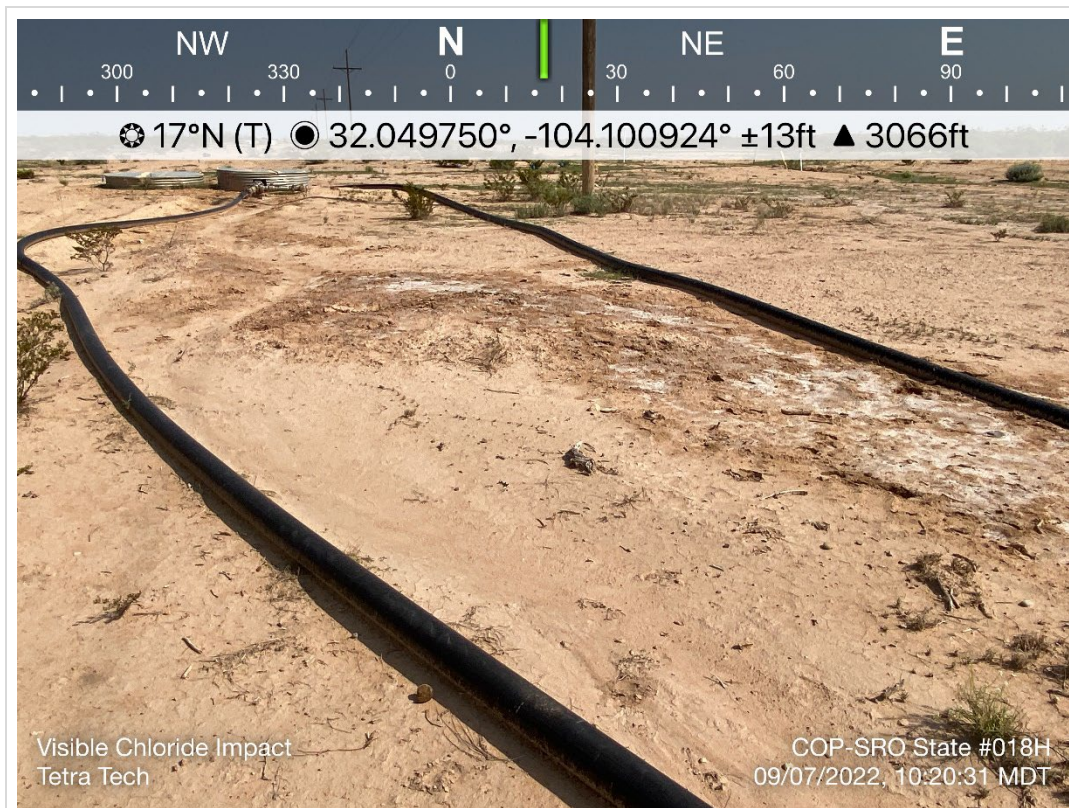 NW N NE E
300 330 0 30 60 90
17°N (T) 32.049750°, -104.100924° ±13ft ▲ 3066ft
Visible Chloride Impact
Tetra Tech
COP-SRO State #018H
09/07/2022, 10:20:31 MDT